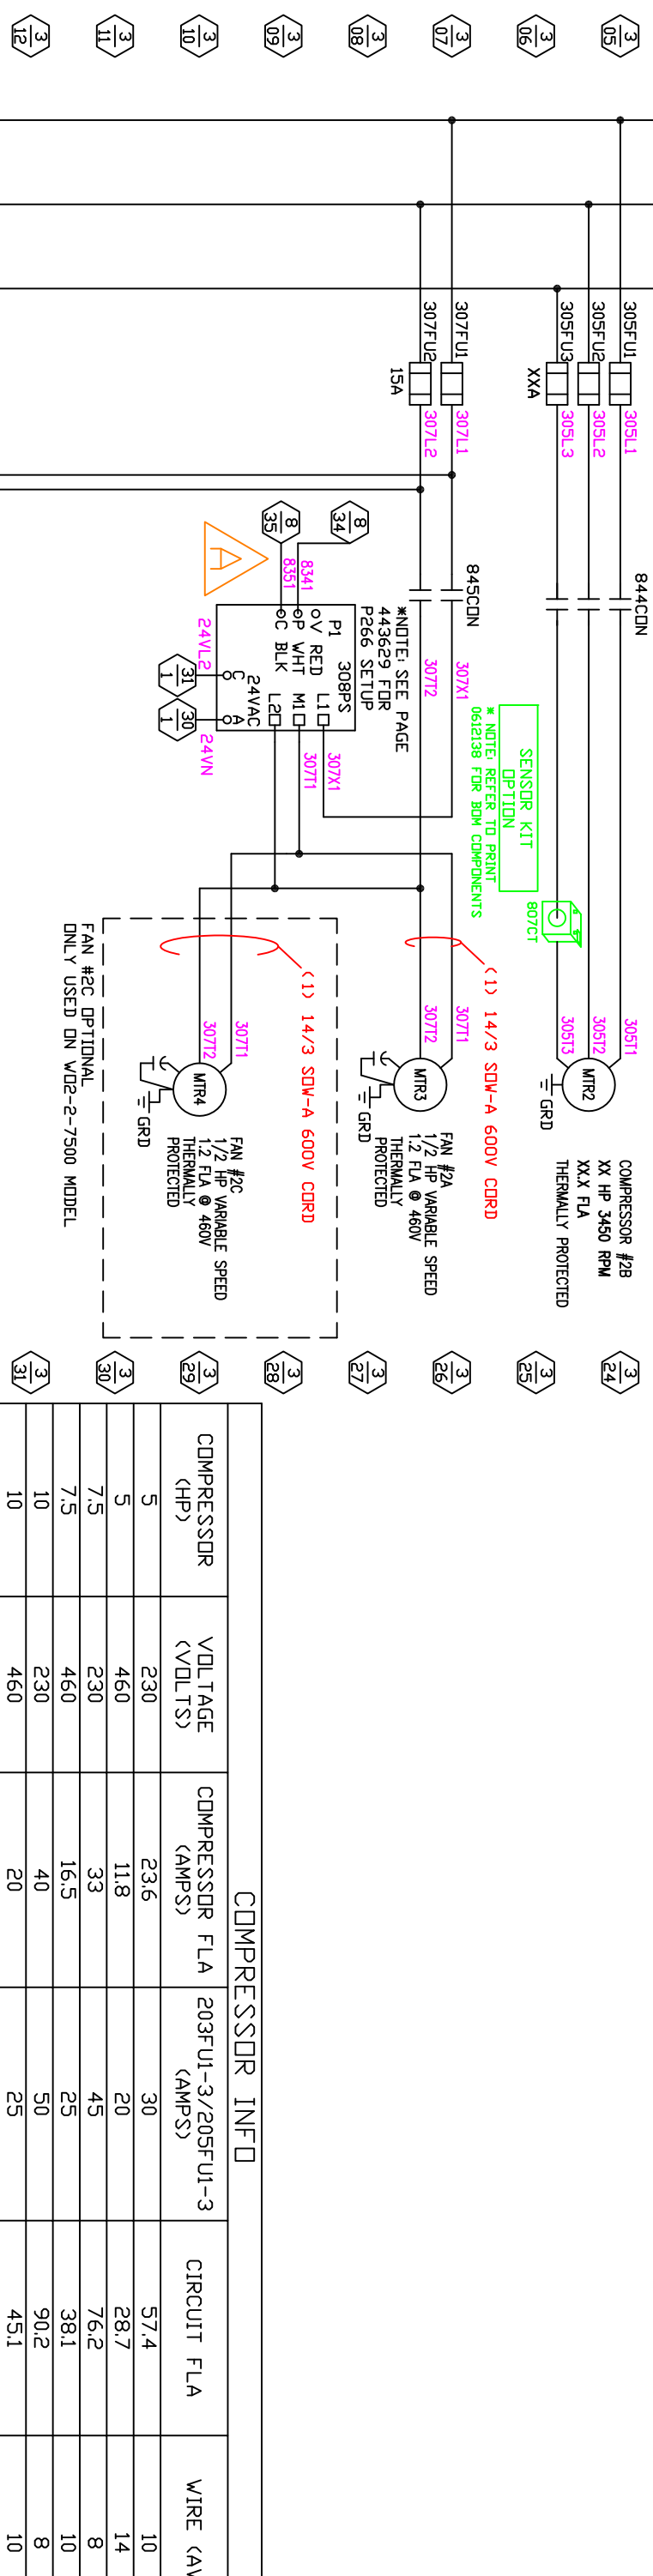 3
05
3
06
3
07
3
08
3
09
3
10
3
11
3
12
305FU1
305FU2
305FU3
XXA
305L1
305L2
305L3
844CON
SENSOR KIT
OPTION
* NOTE: REFER TO PRINT
0612138 FOR BOM COMPONENTS
807CT
305T1
305T2
305T3
MTR2
GRD
COMPRESSOR #2B
XX HP 3450 RPM
XX.X FLA
THERMALLY PROTECTED
307FU1
307FU2
15A
307L1
307L2
845CON
307X1
307T2
(1) 14/3 SOW-A 600V CORD
307T1
307T2
MTR3
GRD
FAN #2A
1/2 HP VARIABLE SPEED
1.2 FLA @ 460V
THERMALLY
PROTECTED
*NOTE: SEE PAGE
443629 FOR
P266 SETUP
8
34
8
35
8341
8351
A
308PS
P1
V RED
P WHT
C BLK
L1
M1
L2
24VAC
C
A
307X1
307T1
24VL2
24VN
31
1
30
1
(1) 14/3 SOW-A 600V CORD
307T1
307T2
MTR4
GRD
FAN #2C
1/2 HP VARIABLE SPEED
1.2 FLA @ 460V
THERMALLY
PROTECTED
FAN #2C OPTIONAL
ONLY USED ON WO2-2-7500 MODEL
3
24
3
25
3
26
3
27
3
28
3
29
3
30
3
31
COMPRESSOR INFO
COMPRESSOR (HP) VOLTAGE (VOLTS) COMPRESSOR FLA (AMPS) 203FU1-3/205FU1-3 (AMPS) CIRCUIT FLA WIRE
5 230 23.6 30 57.4 10
5 460 11.8 20 28.7 14
7.5 230 33 45 76.2 8
7.5 460 16.5 25 38.1 10
10 230 40 50 90.2 8
10 460 20 25 45.1 10